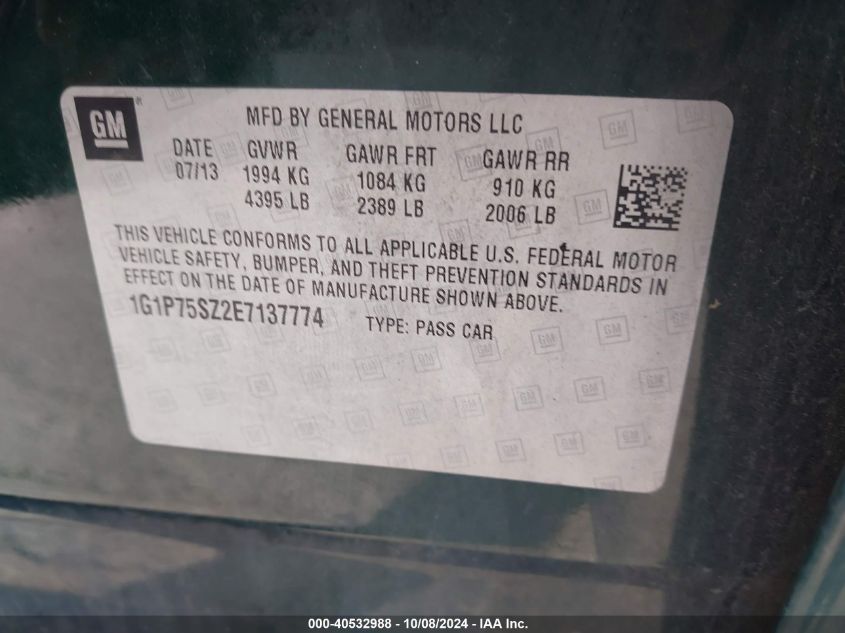 GM
MFD BY GENERAL MOTORS LLC
DATE GVWR GAWR FRT GAWR RR
07/13 1994 KG 1084 KG 910 KG
4395 LB 2389 LB 2006 LB
THIS VEHICLE CONFORMS TO ALL APPLICABLE U.S. FEDERAL MOTOR
VEHICLE SAFETY, BUMPER, AND THEFT PREVENTION STANDARDS IN
EFFECT ON THE DATE OF MANUFACTURE SHOWN ABOVE.
1G1P75SZ2E7137774 TYPE: PASS CAR
000-40532988 - 10/08/2024 - IAA Inc.